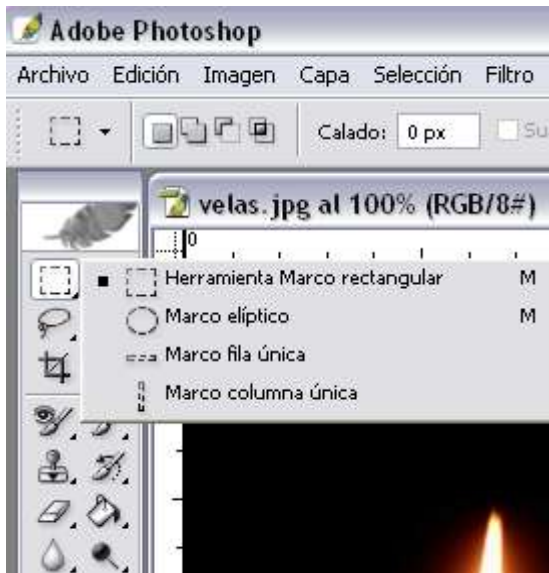 Adobe Photoshop
Archivo Edición Imagen Capa Selección Filtro
Calado: 0 px Su
velas.jpg al 100% (RGB/8#)
0
Herramienta Marco rectangular M
Marco elíptico M
Marco fila única
Marco columna única